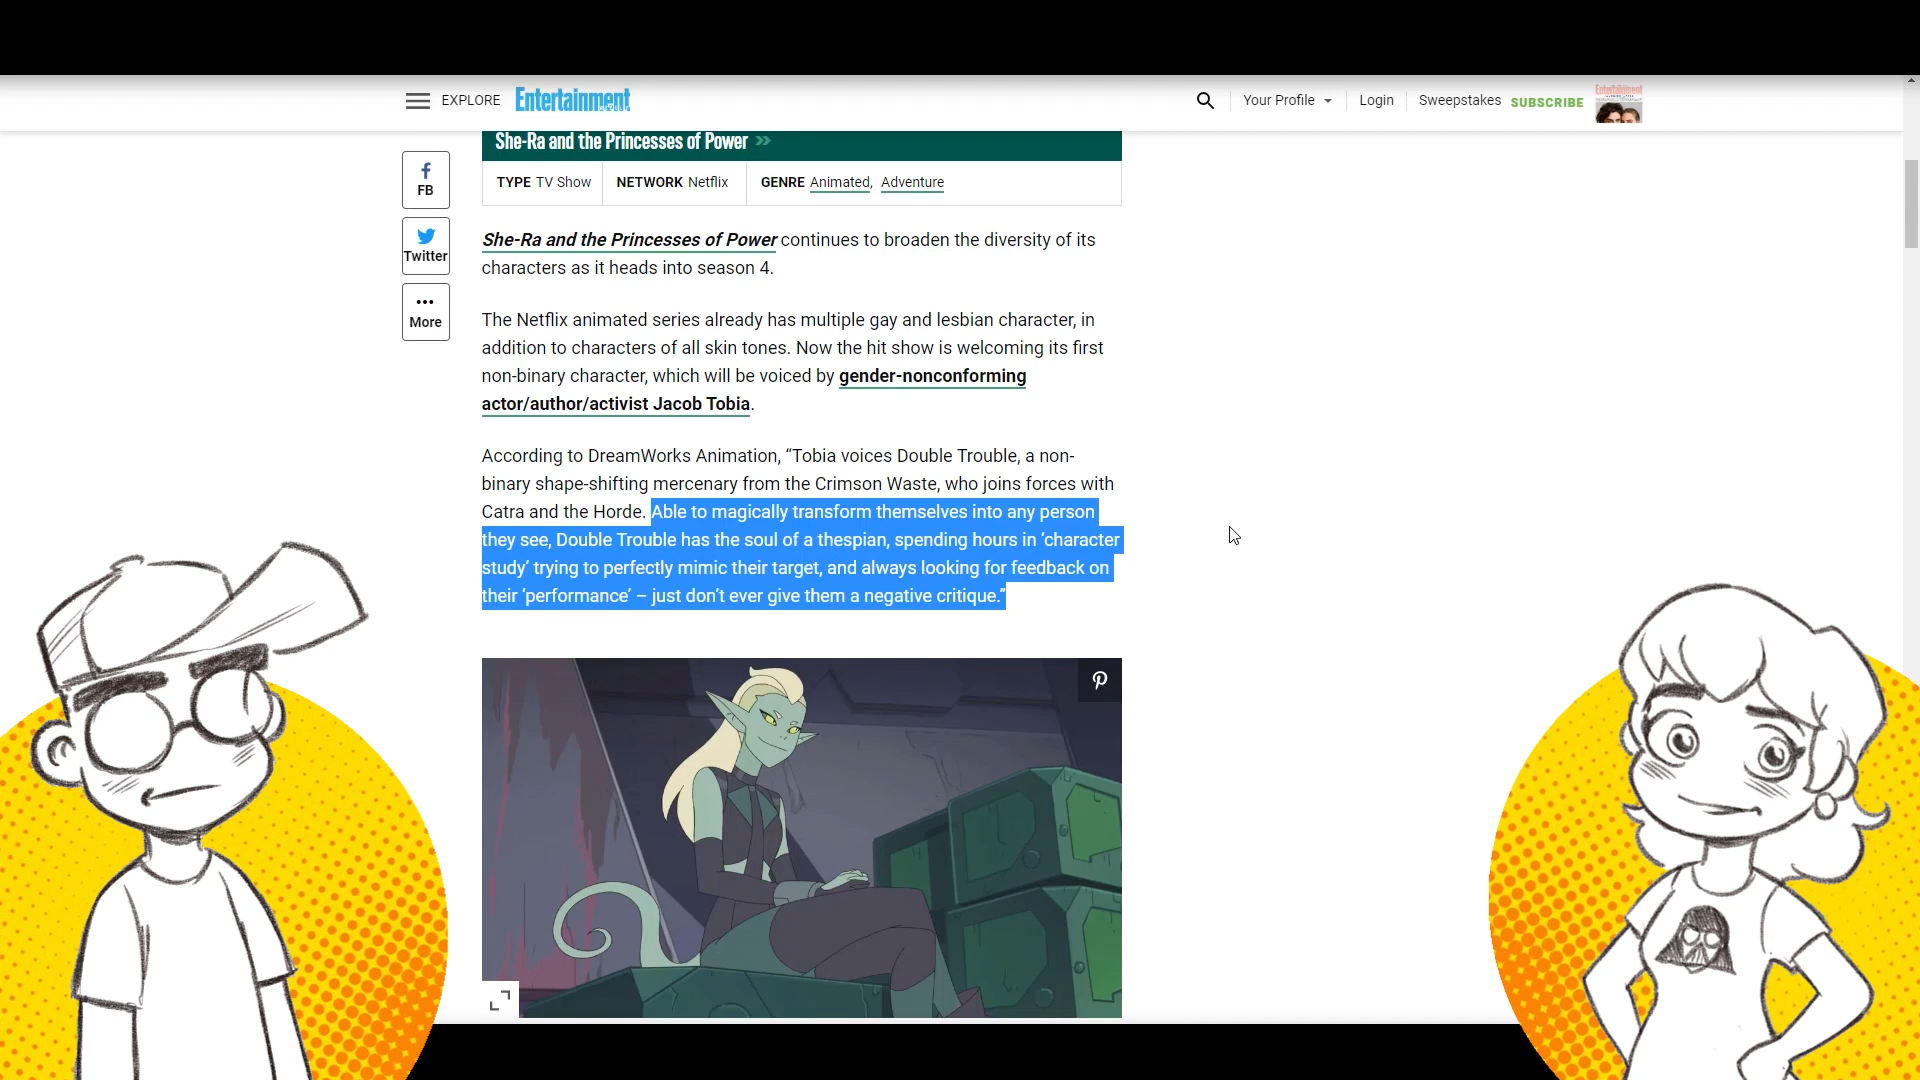 EXPLORE Entertainment Your Profile Login Sweepstakes SUBSCRIBE
She-Ra and the Princesses of Power >>
TYPE TV Show NETWORK Netflix GENRE Animated, Adventure
FB
Twitter
More
She-Ra and the Princesses of Power continues to broaden the diversity of its
characters as it heads into season 4.
The Netflix animated series already has multiple gay and lesbian character, in
addition to characters of all skin tones. Now the hit show is welcoming its first
non-binary character, which will be voiced by gender-nonconforming
actor/author/activist Jacob Tobia.
According to DreamWorks Animation, “Tobia voices Double Trouble, a non-
binary shape-shifting mercenary from the Crimson Waste, who joins forces with
Catra and the Horde. Able to magically transform themselves into any person
they see, Double Trouble has the soul of a thespian, spending hours in ‘character
study’ trying to perfectly mimic their target, and always looking for feedback on
their ‘performance’ – just don’t ever give them a negative critique.”